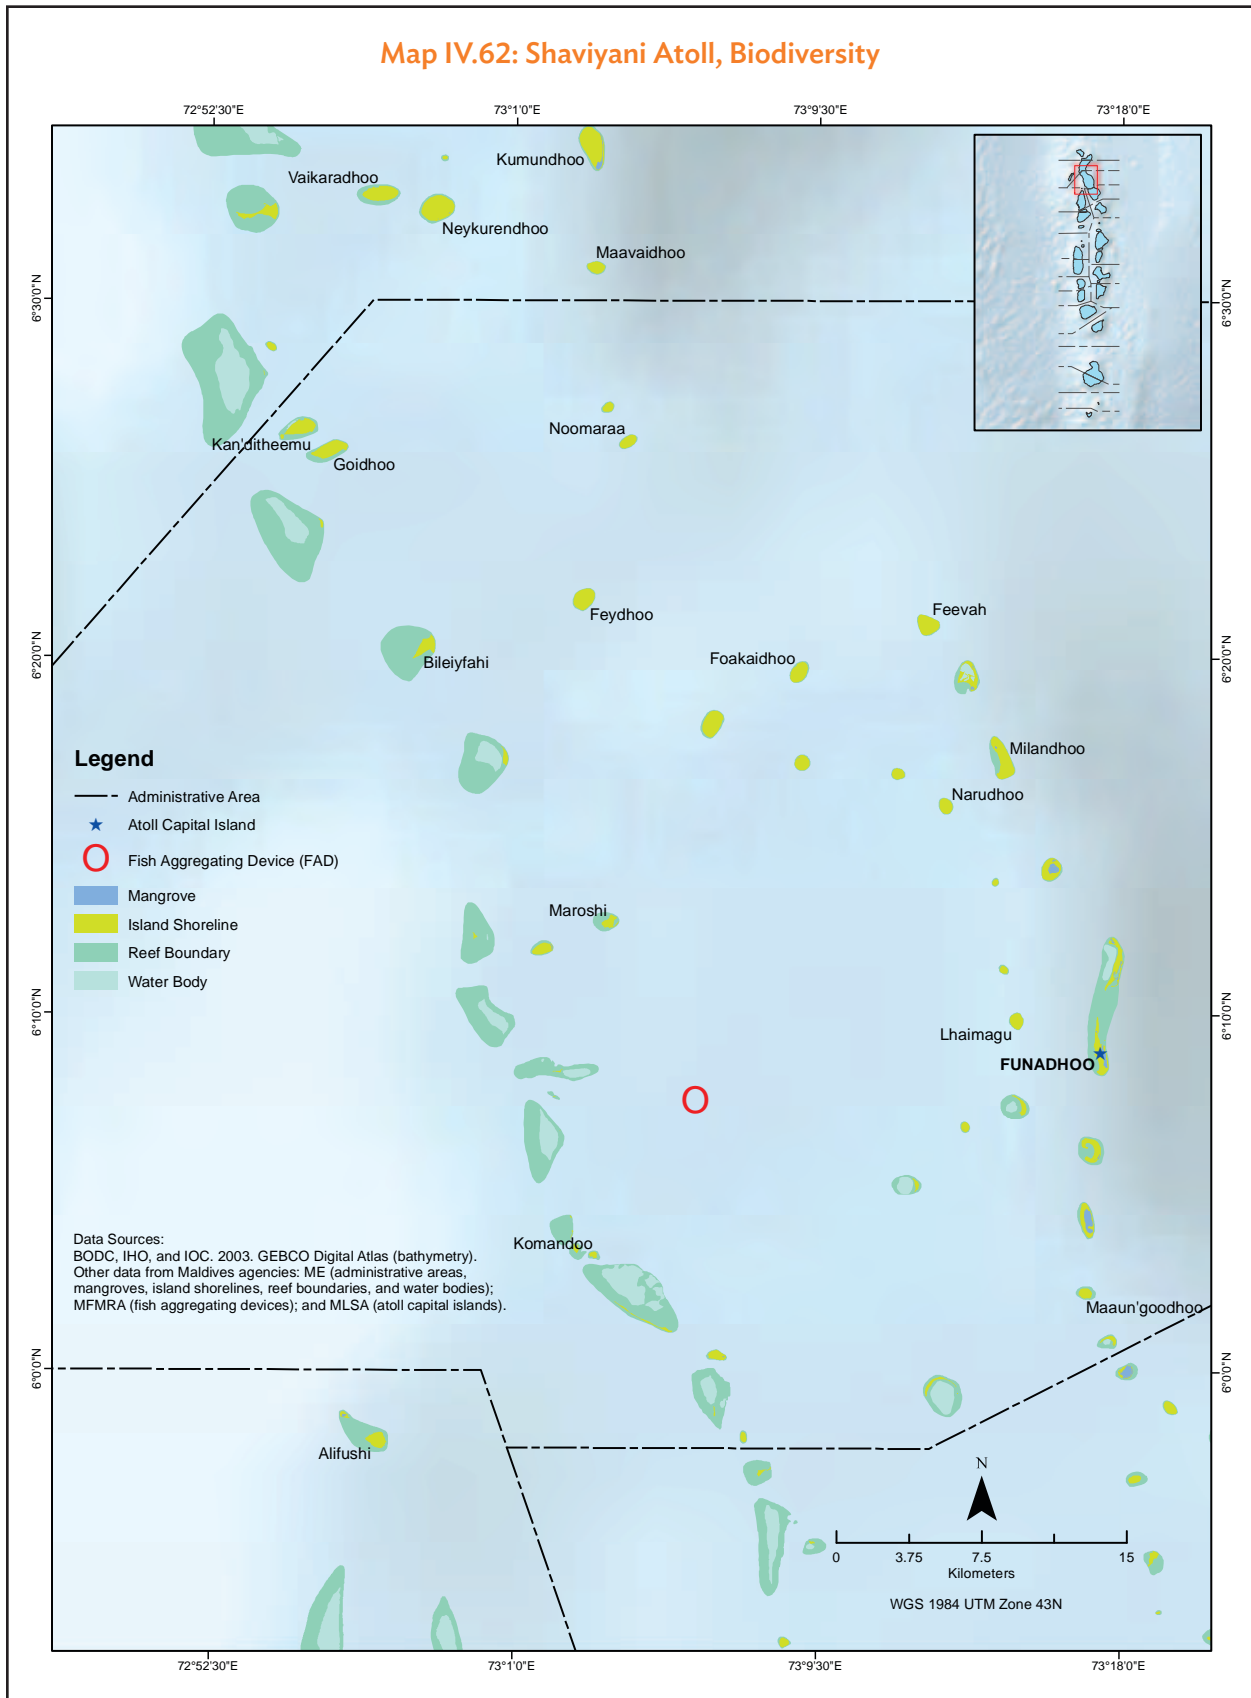 Map IV.62: Shaviyani Atoll, Biodiversity
72°52'30"E
73°1'0"E
73°9'30"E
73°18'0"E
Kumundhoo
Vaikaradhoo
Neykurendhoo
Maavaidhoo
6°30'0"N
6°30'0"N
Noomaraa
Kan'ditheemu
Goidhoo
Feydhoo
Feevah
6°20'0"N
Bileiyfahi
Foakaidhoo
6°20'0"N
Milandhoo
Narudhoo
Legend
Administrative Area
Atoll Capital Island
Fish Aggregating Device (FAD)
Mangrove
Island Shoreline
Reef Boundary
Water Body
Maroshi
6°10'0"N
6°10'0"N
Lhaimagu
FUNADHOO
Komandoo
Data Sources:
BODC, IHO, and IOC. 2003. GEBCO Digital Atlas (bathymetry).
Other data from Maldives agencies: ME (administrative areas,
mangroves, island shorelines, reef boundaries, and water bodies);
MFMRA (fish aggregating devices); and MLSA (atoll capital islands).
Maaun'goodhoo
6°0'0"N
6°0'0"N
Alifushi
N
0 3.75 7.5 15
Kilometers
WGS 1984 UTM Zone 43N
72°52'30"E
73°1'0"E
73°9'30"E
73°18'0"E